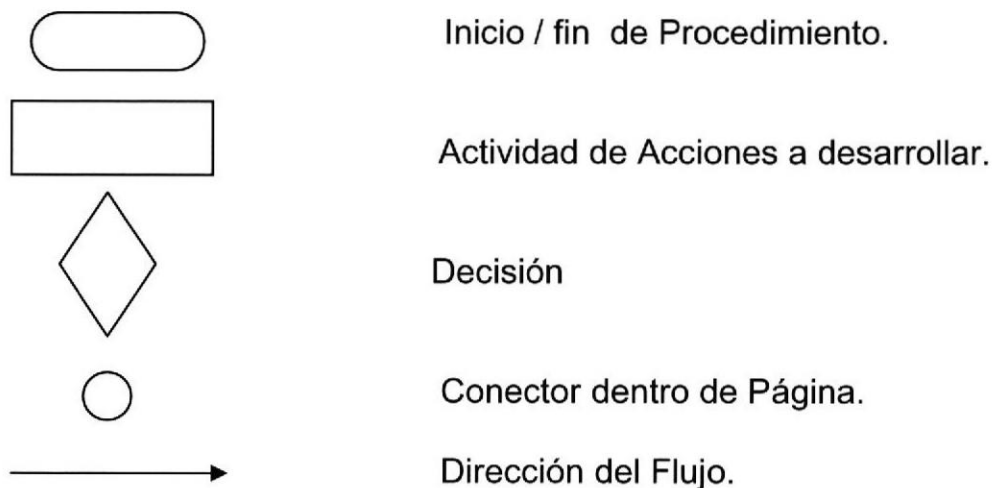 Inicio / fin de Procedimiento.
Actividad de Acciones a desarrollar.
Decisión
Conector dentro de Página.
Dirección del Flujo.